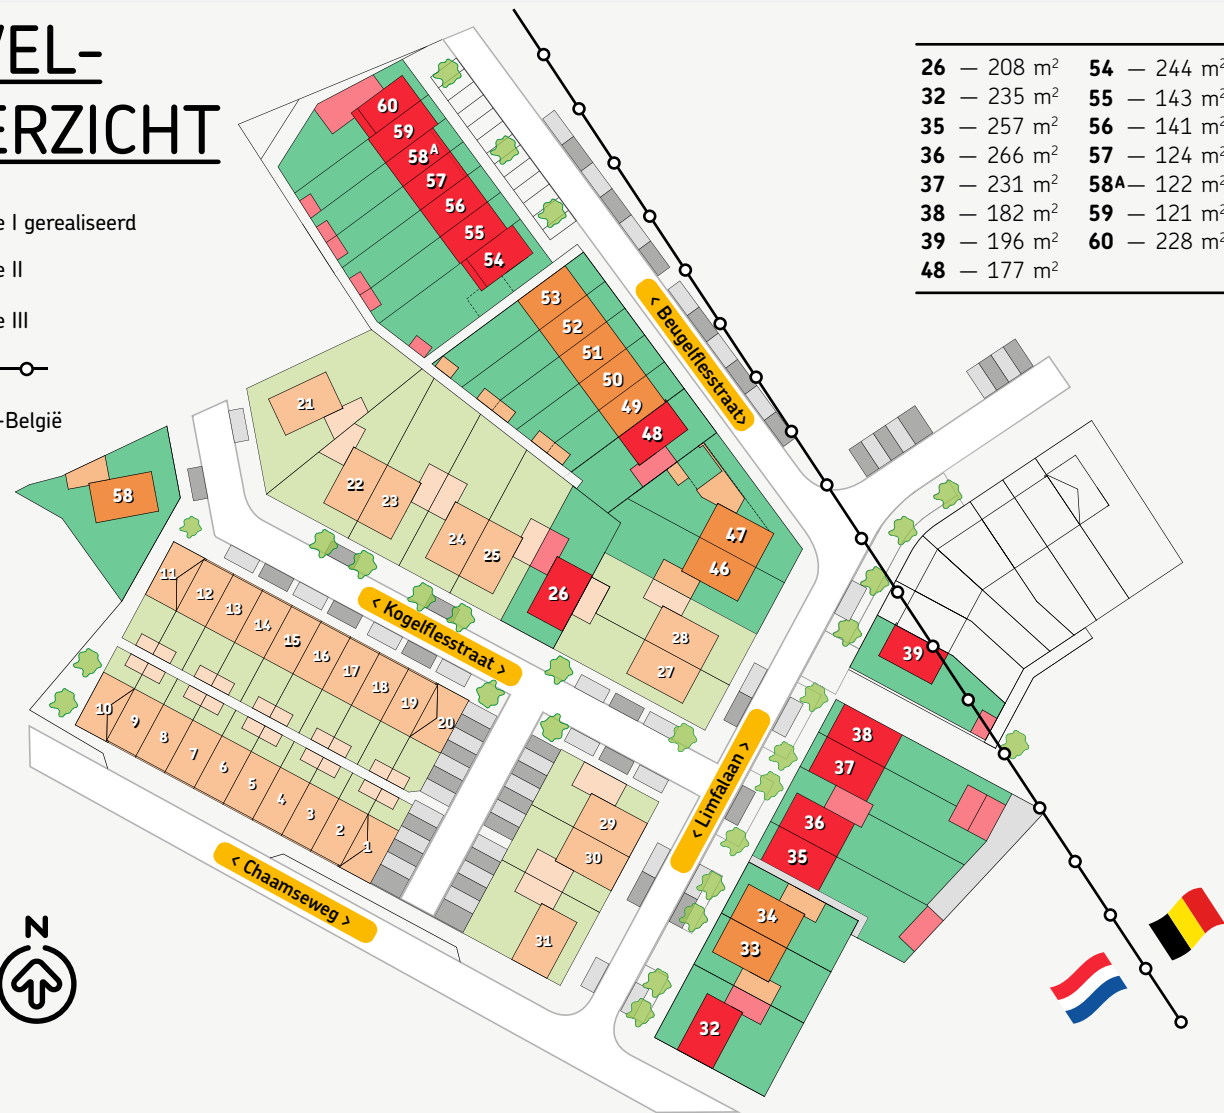 VEL-
ERZICHT
e I gerealiseerd
e II
e III
-België
26 — 208 m² 54 — 244 m²
32 — 235 m² 55 — 143 m²
35 — 257 m² 56 — 141 m²
36 — 266 m² 57 — 124 m²
37 — 231 m² 58A — 122 m²
38 — 182 m² 59 — 121 m²
39 — 196 m² 60 — 228 m²
48 — 177 m²
60
59
58A
57
56
55
54
53
52
51
50
49
48
< Beugelflesstraat>
21
22
23
24
25
26
58
47
46
28
27
< Kogelflesstraat >
11
12
13
14
15
16
17
18
19
20
10
9
8
7
6
5
4
3
2
1
< Chaamseweg >
29
30
31
< Limfalaan >
39
38
37
36
35
34
33
32
N